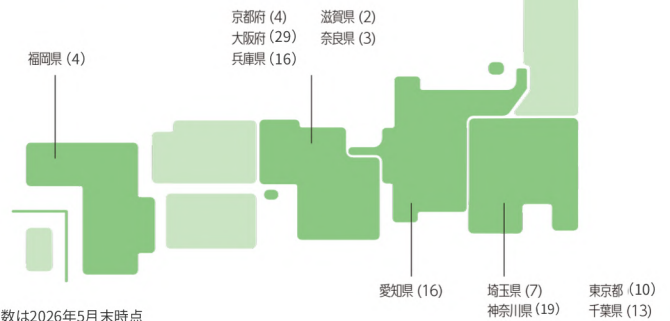 京都府(4) 滋賀県(2)
大阪府(29) 奈良県(3)
兵庫県(16)
福岡県(4)
愛知県(16)
埼玉県(7) 東京都(10)
神奈川県(19) 千葉県(13)
数は2026年5月末時点